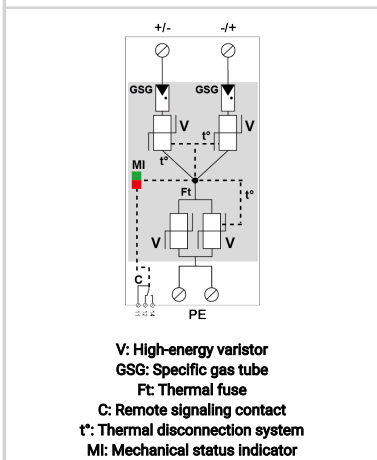 +/- -/+
GSG GSG
V V
t°
t°
MI
Ft t°
V V
C
PE
V: High-energy varistor
GSG: Specific gas tube
Ft: Thermal fuse
C: Remote signaling contact
t°: Thermal disconnection system
MI: Mechanical status indicator